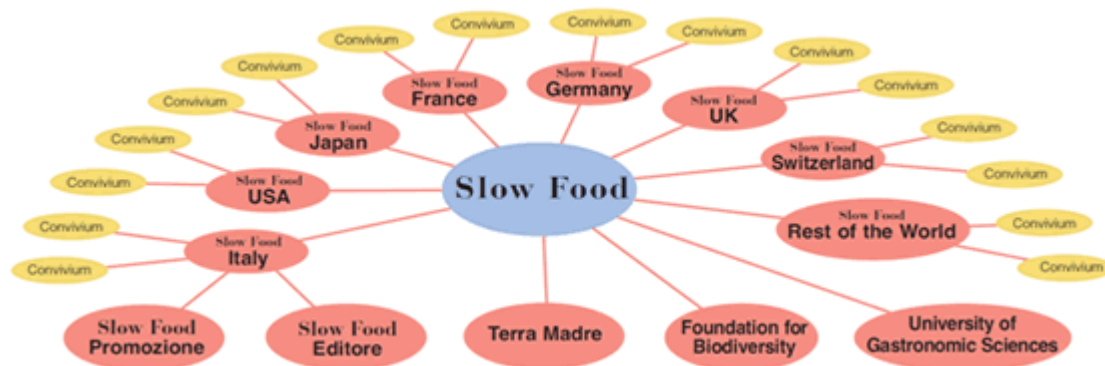 Convivium
Convivium
Convivium
Convivium
Slow Food
France
Slow Food
Germany
Convivium
Convivium
Slow Food
UK
Convivium
Convivium
Slow Food
Japan
Convivium
Convivium
Slow Food
USA
Slow Food
Slow Food
Switzerland
Convivium
Convivium
Convivium
Convivium
Slow Food
Italy
Slow Food
Rest of the World
Convivium
Convivium
Convivium
Convivium
Slow Food
Promozione
Slow Food
Editore
Terra Madre
Foundation for
Biodiversity
University of
Gastronomic Sciences